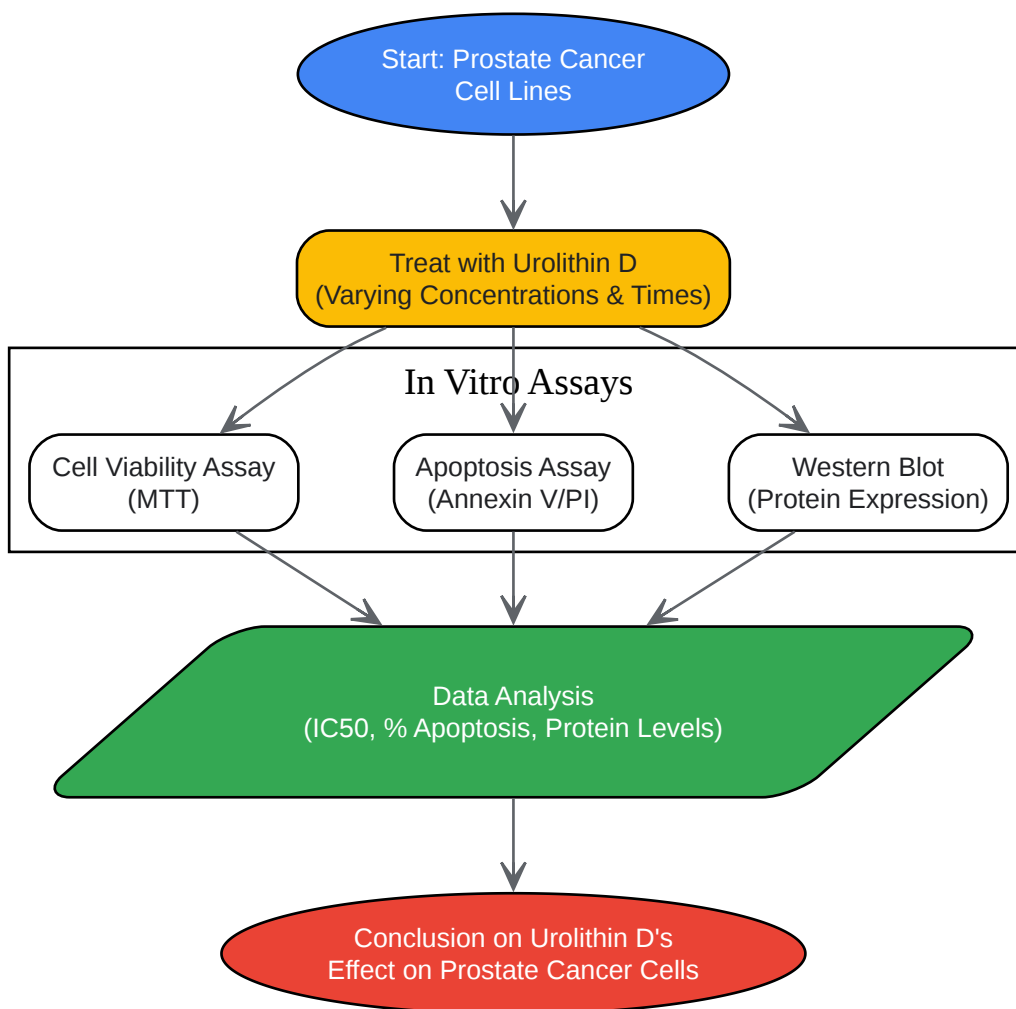 Start: Prostate Cancer
Cell Lines
Treat with Urolithin D
(Varying Concentrations & Times)
In Vitro Assays
Cell Viability Assay
(MTT)
Apoptosis Assay
(Annexin V/PI)
Western Blot
(Protein Expression)
Data Analysis
(IC50, % Apoptosis, Protein Levels)
Conclusion on Urolithin D's
Effect on Prostate Cancer Cells